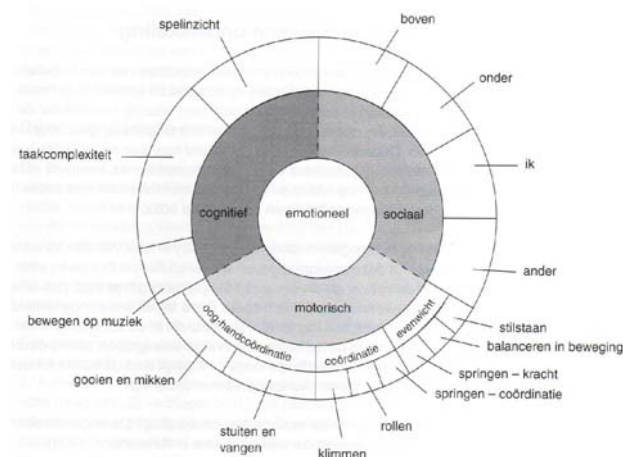 spelinzicht
boven
onder
taakcomplexiteit
ik
cognitief
emotioneel
sociaal
ander
motorisch
bewegen op muziek
oog-handcoördinatie
coördinatie
evenwicht
stilstaan
balanceren in beweging
gooien en mikken
springen – kracht
springen – coördinatie
stuiten en
vangen
rollen
klimmen